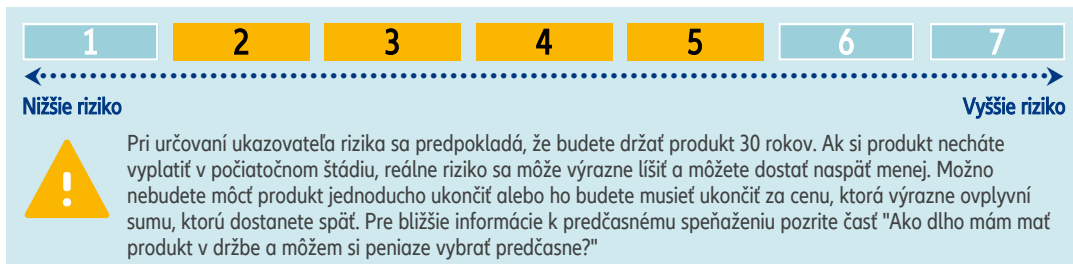 1 2 3 4 5 6 7
Nižšie riziko Vyššie riziko
Pri určovaní ukazovateľa rizika sa predpokladá, že budete držať produkt 30 rokov. Ak si produkt necháte
vyplatiť v počiatočnom štádiu, reálne riziko sa môže výrazne líšiť a môžete dostať naspäť menej. Možno
nebudete môcť produkt jednoducho ukončiť alebo ho budete musieť ukončiť za cenu, ktorá výrazne ovplyvní
sumu, ktorú dostanete späť. Pre bližšie informácie k predčasnému speňaženiu pozrite časť "Ako dlho mám mať
produkt v držbe a môžem si peniaze vybrať predčasne?"